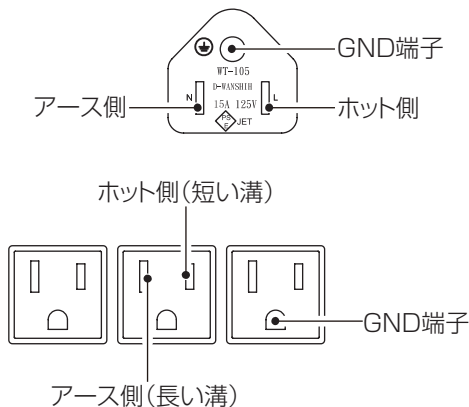 GND端子
WT-105
N
D-WANSHIH
L
アース側
15A 125V
ホット側
PS
E
JET
ホット側(短い溝)
GND端子
アース側(長い溝)